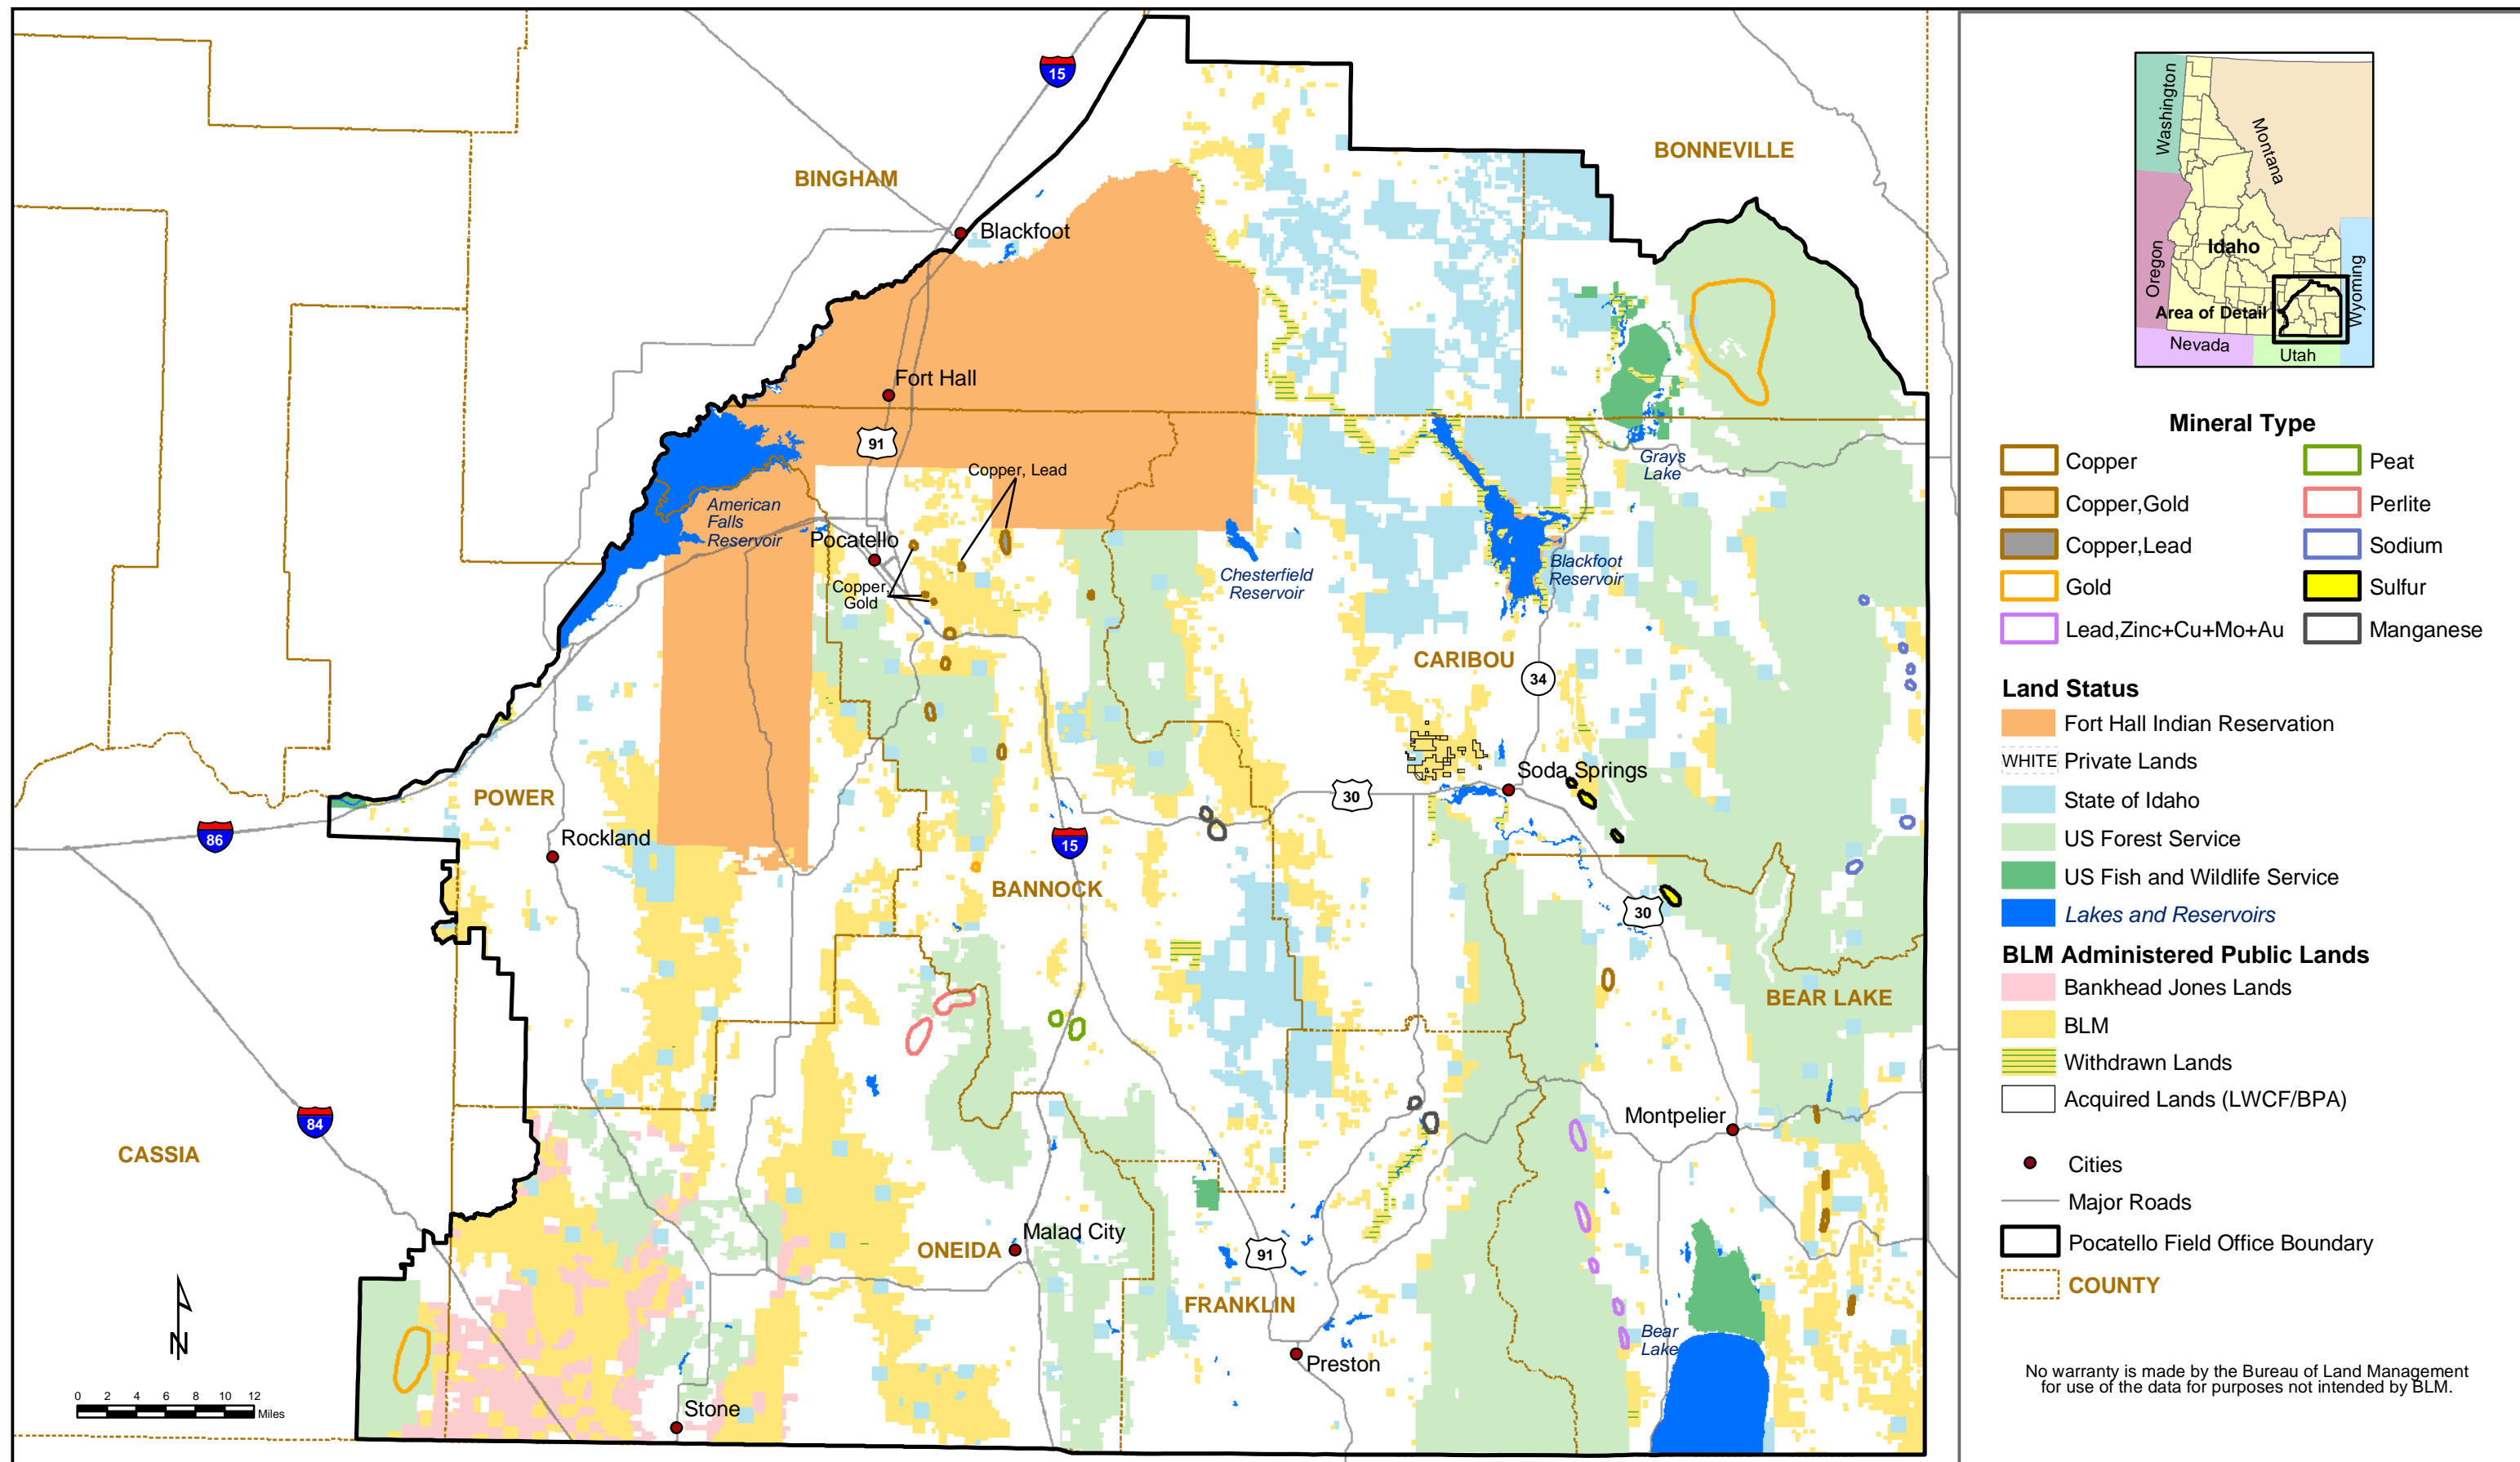 15
BINGHAM
BONNEVILLE
Blackfoot
Fort Hall
91
Copper, Lead
American
Falls
Reservoir
Pocatello
Copper,
Gold
Grays
Lake
Chesterfield
Reservoir
Blackfoot
Reservoir
CARIBOU
34
Soda Springs
30
POWER
86
Rockland
15
BANNOCK
30
BEAR LAKE
84
CASSIA
Montpelier
Malad City
ONEIDA
91
FRANKLIN
Bear
Lake
Preston
Stone
N
0 2 4 6 8 10 12
Miles
Washington
Montana
Oregon
Idaho
Wyoming
Area of Detail
Nevada
Utah
Mineral Type
Copper
Copper,Gold
Copper,Lead
Gold
Lead,Zinc+Cu+Mo+Au
Peat
Perlite
Sodium
Sulfur
Manganese
Land Status
Fort Hall Indian Reservation
WHITE Private Lands
State of Idaho
US Forest Service
US Fish and Wildlife Service
Lakes and Reservoirs
BLM Administered Public Lands
Bankhead Jones Lands
BLM
Withdrawn Lands
Acquired Lands (LWCF/BPA)
Cities
Major Roads
Pocatello Field Office Boundary
COUNTY
No warranty is made by the Bureau of Land Management
for use of the data for purposes not intended by BLM.